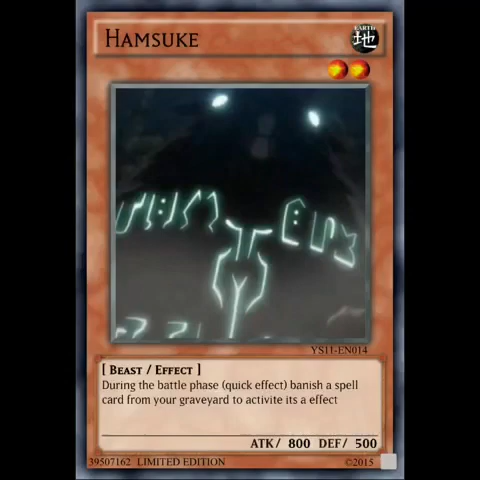 Hamsuke
EARTH
地
YS11-EN014
[ Beast / Effect ]
During the battle phase (quick effect) banish a spell
card from your graveyard to activite its a effect
ATK/ 800 DEF/ 500
39507162 LIMITED EDITION ©2015